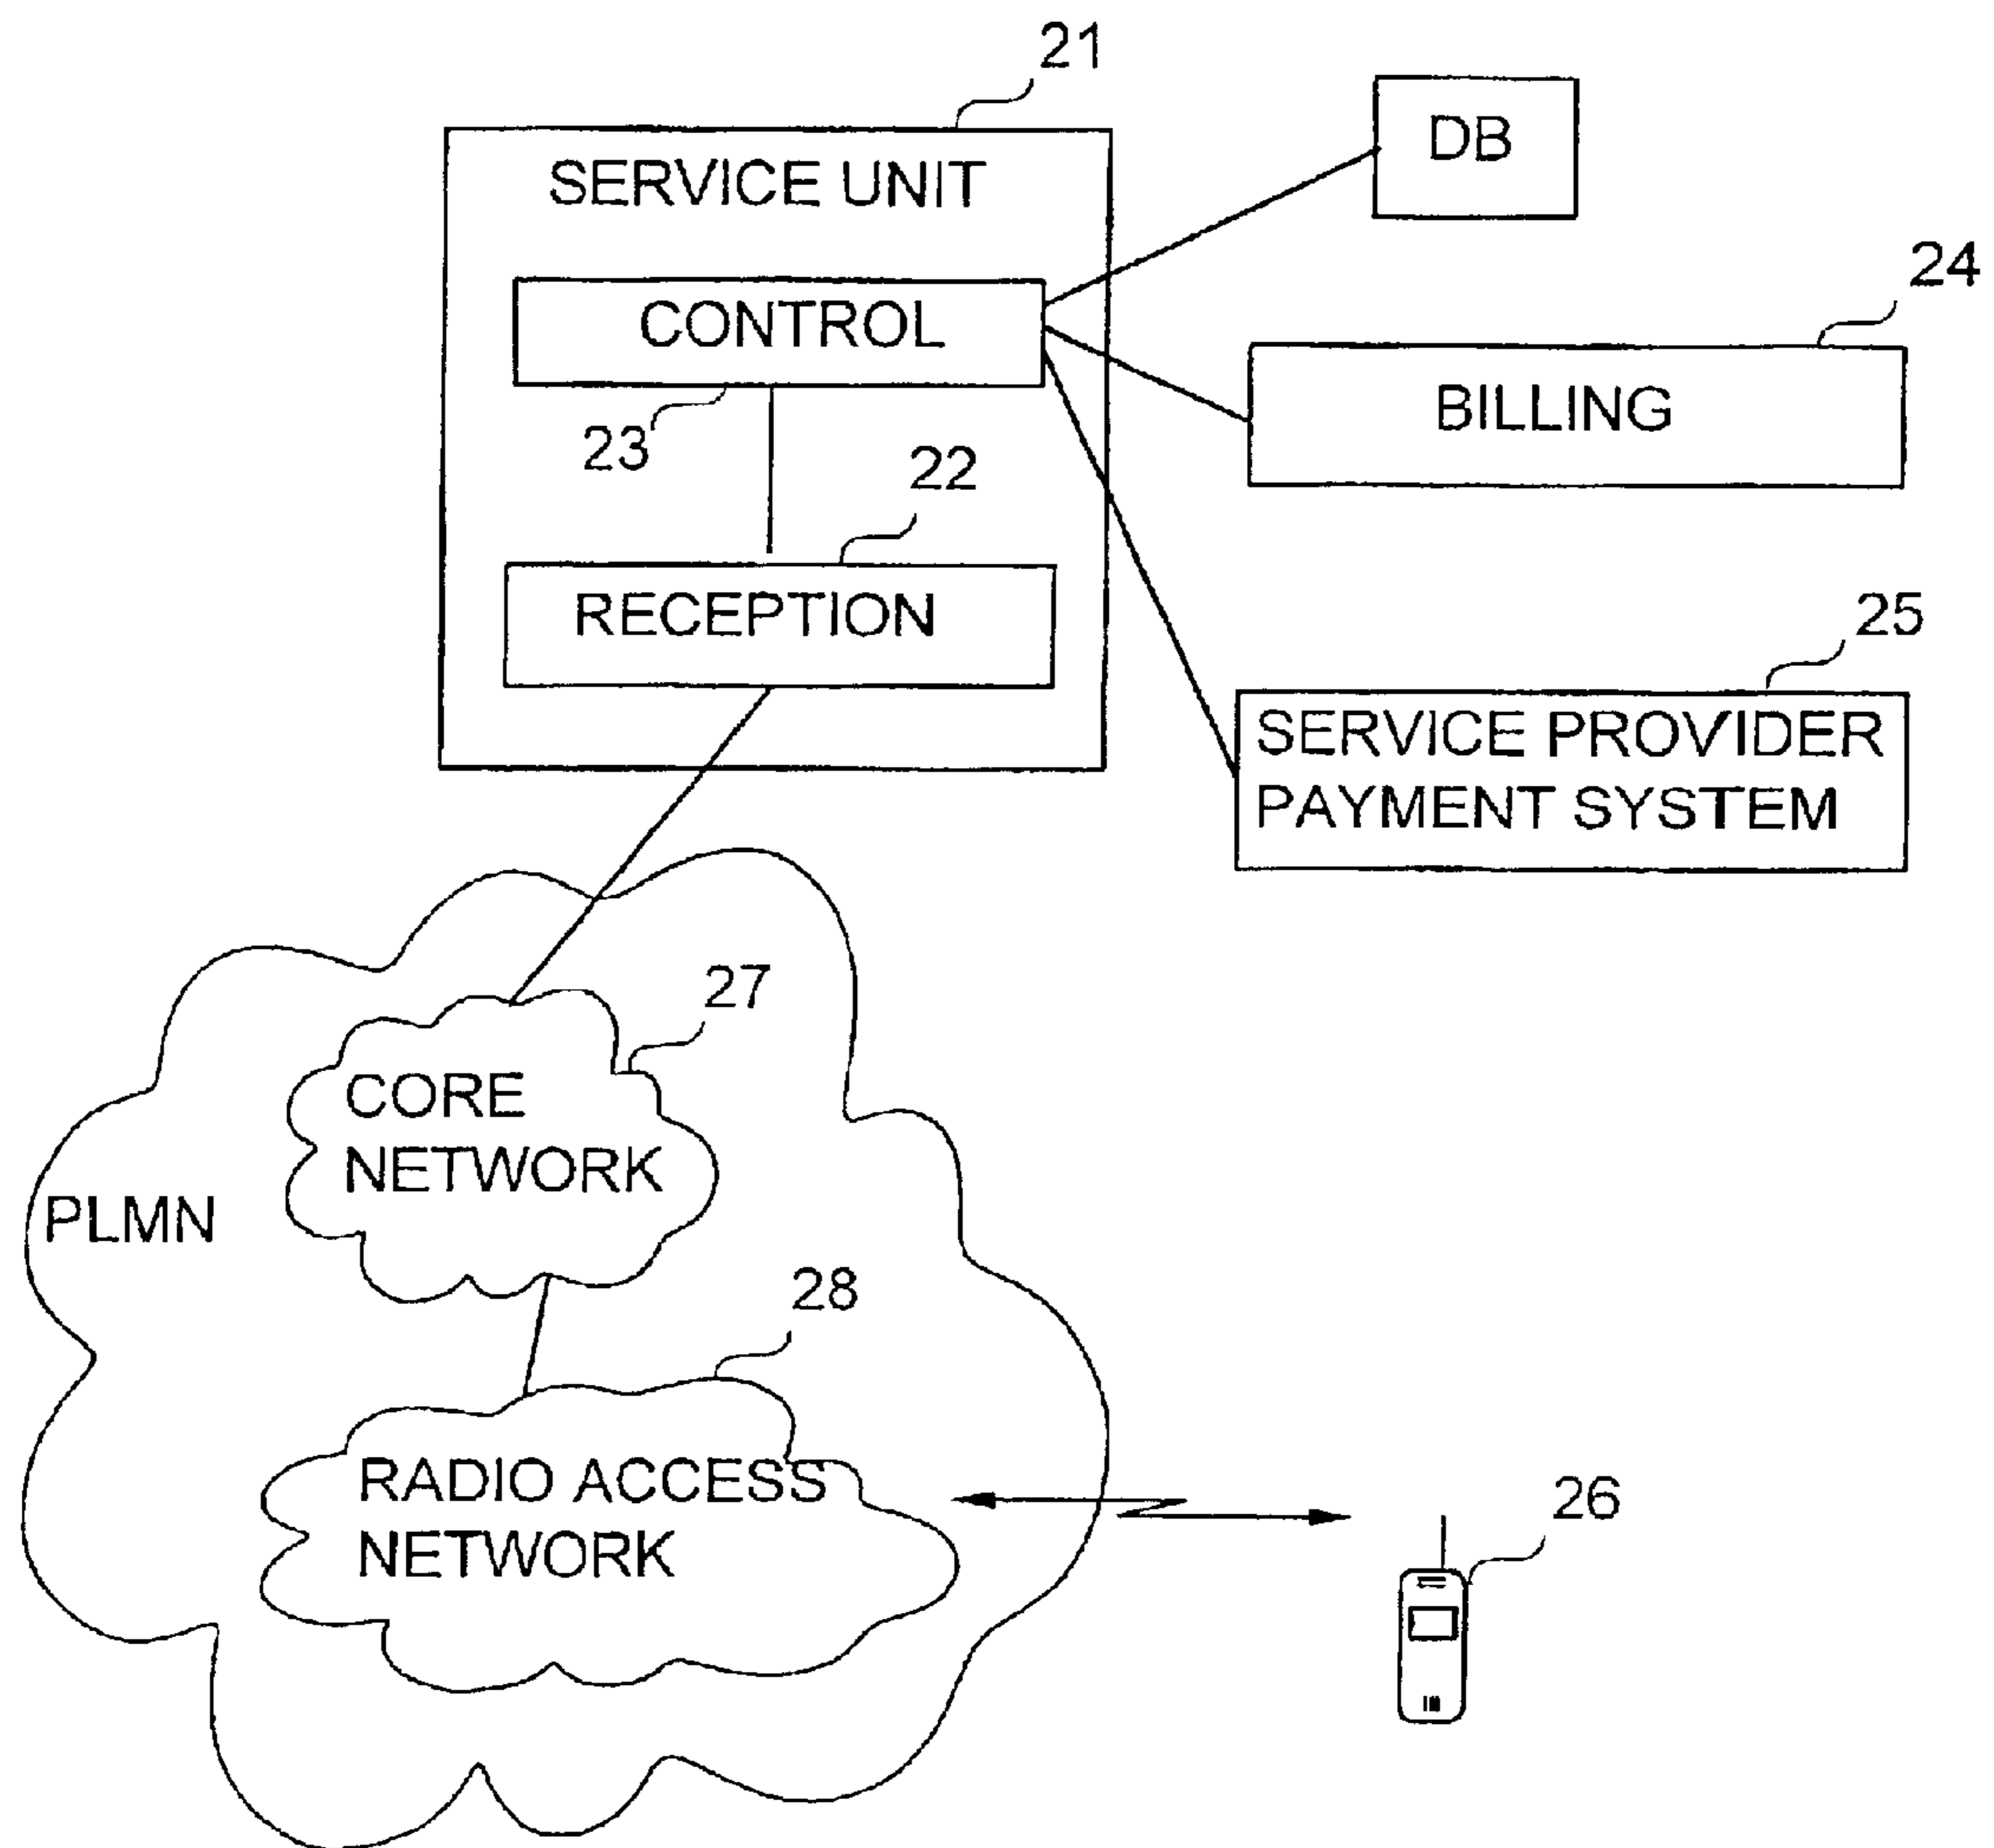 21
SERVICE UNIT
DB
24
CONTROL
BILLING
23
22
RECEPTION
25
SERVICE PROVIDER
PAYMENT SYSTEM
27
CORE
NETWORK
PLMN
28
RADIO ACCESS
NETWORK
26